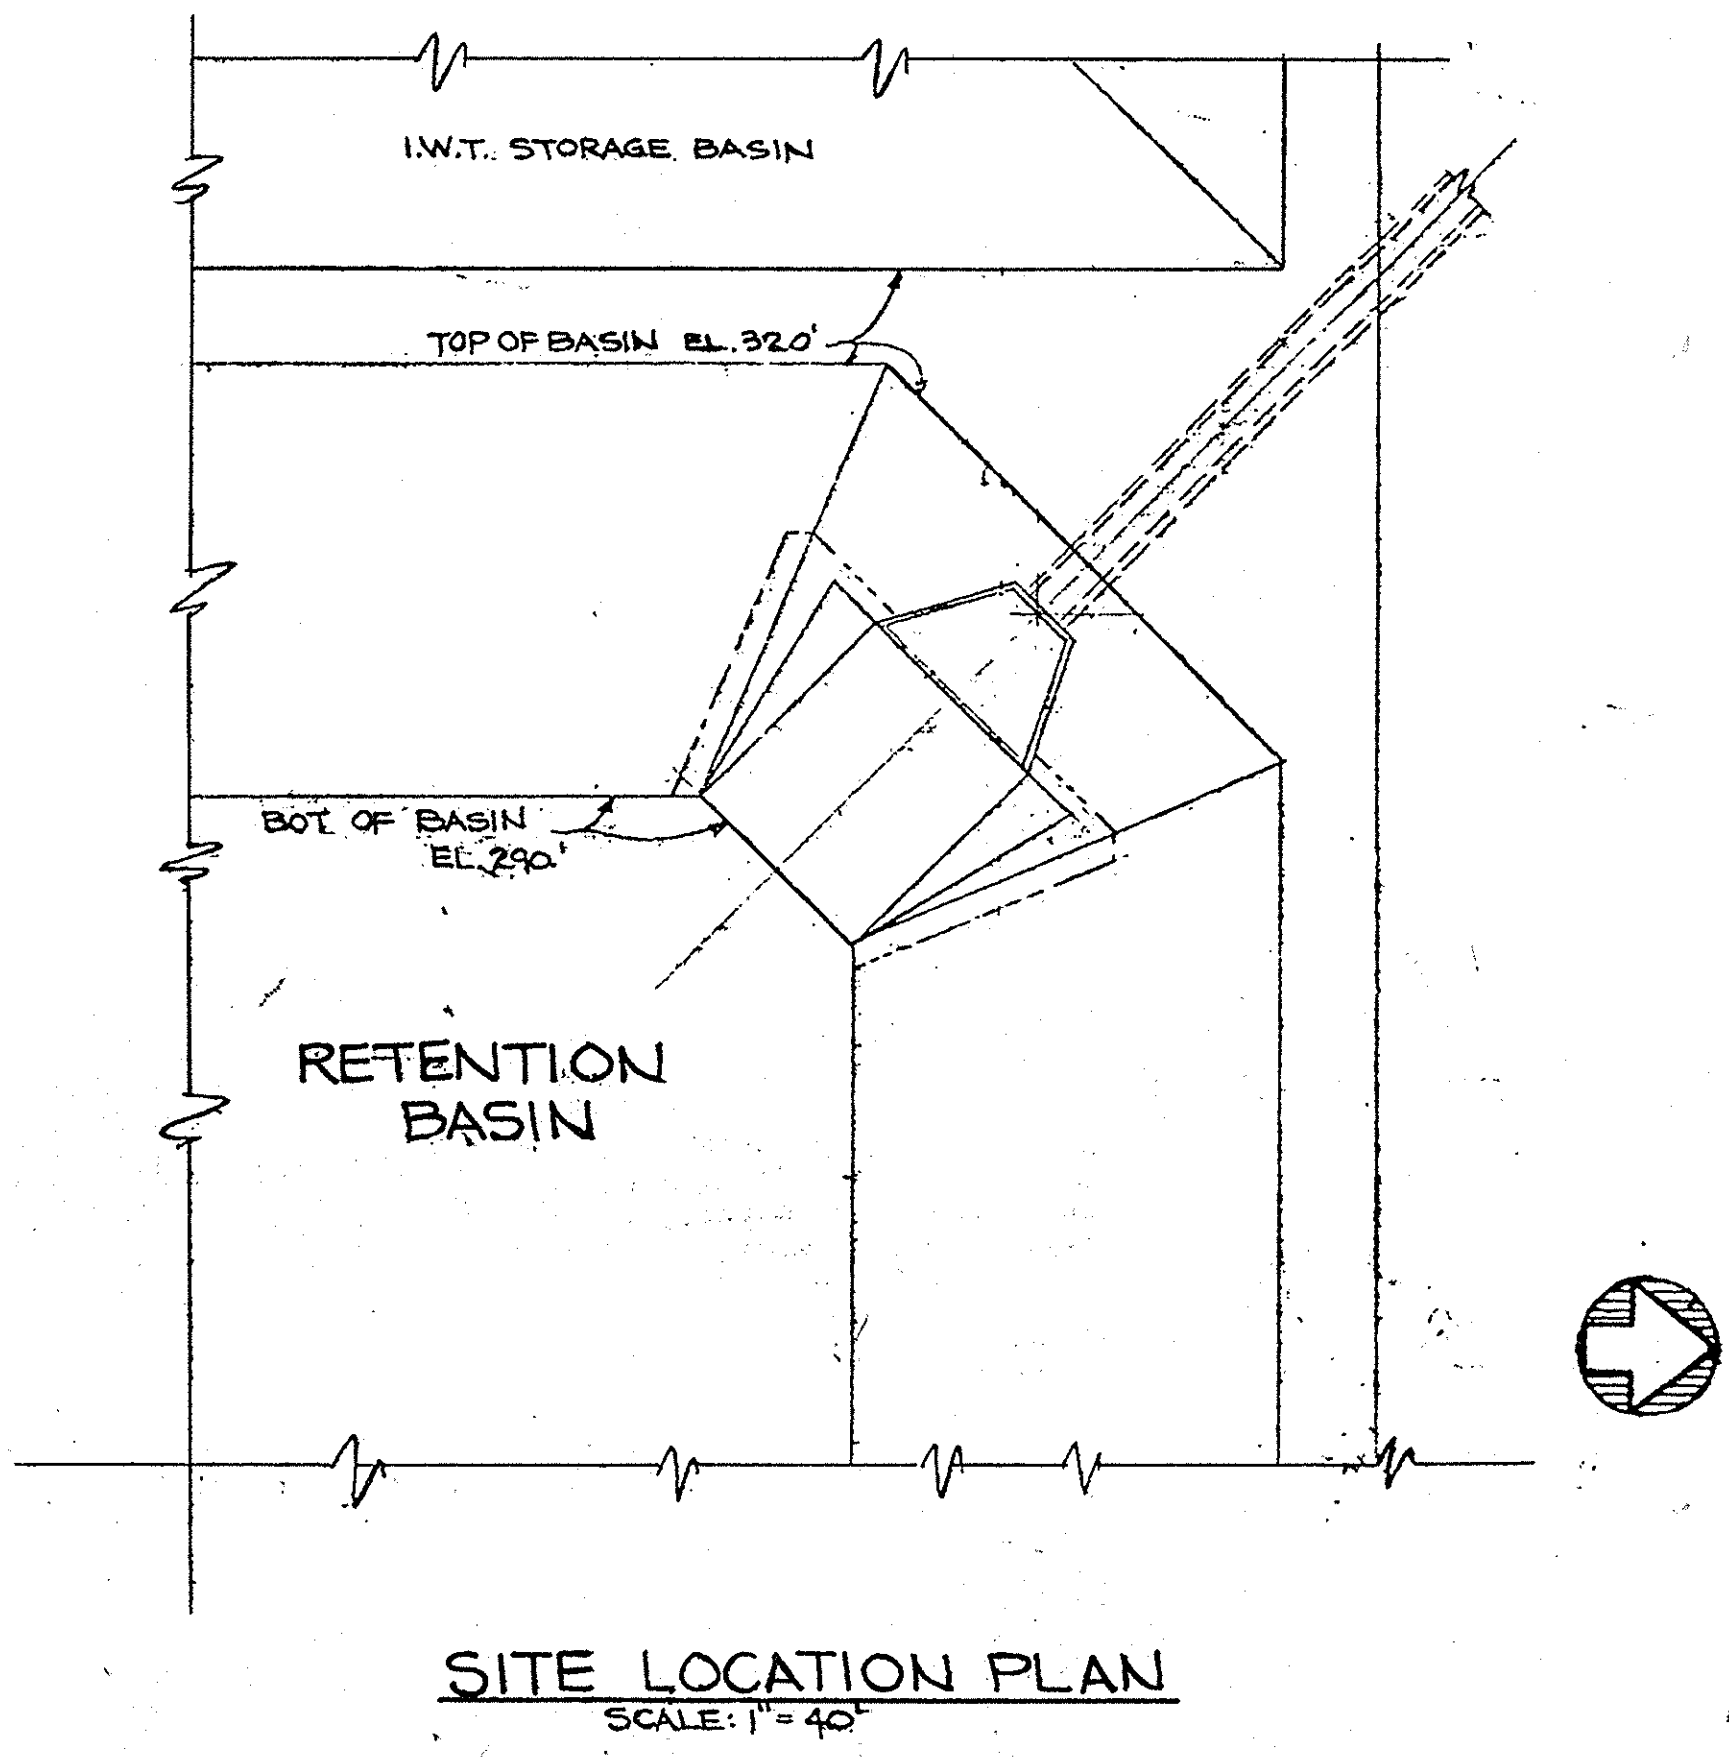 I.W.T. STORAGE BASIN
TOP OF BASIN EL. 320'
BOT. OF BASIN
EL. 290.'
RETENTION
BASIN
SITE LOCATION PLAN
SCALE: 1" = 40'